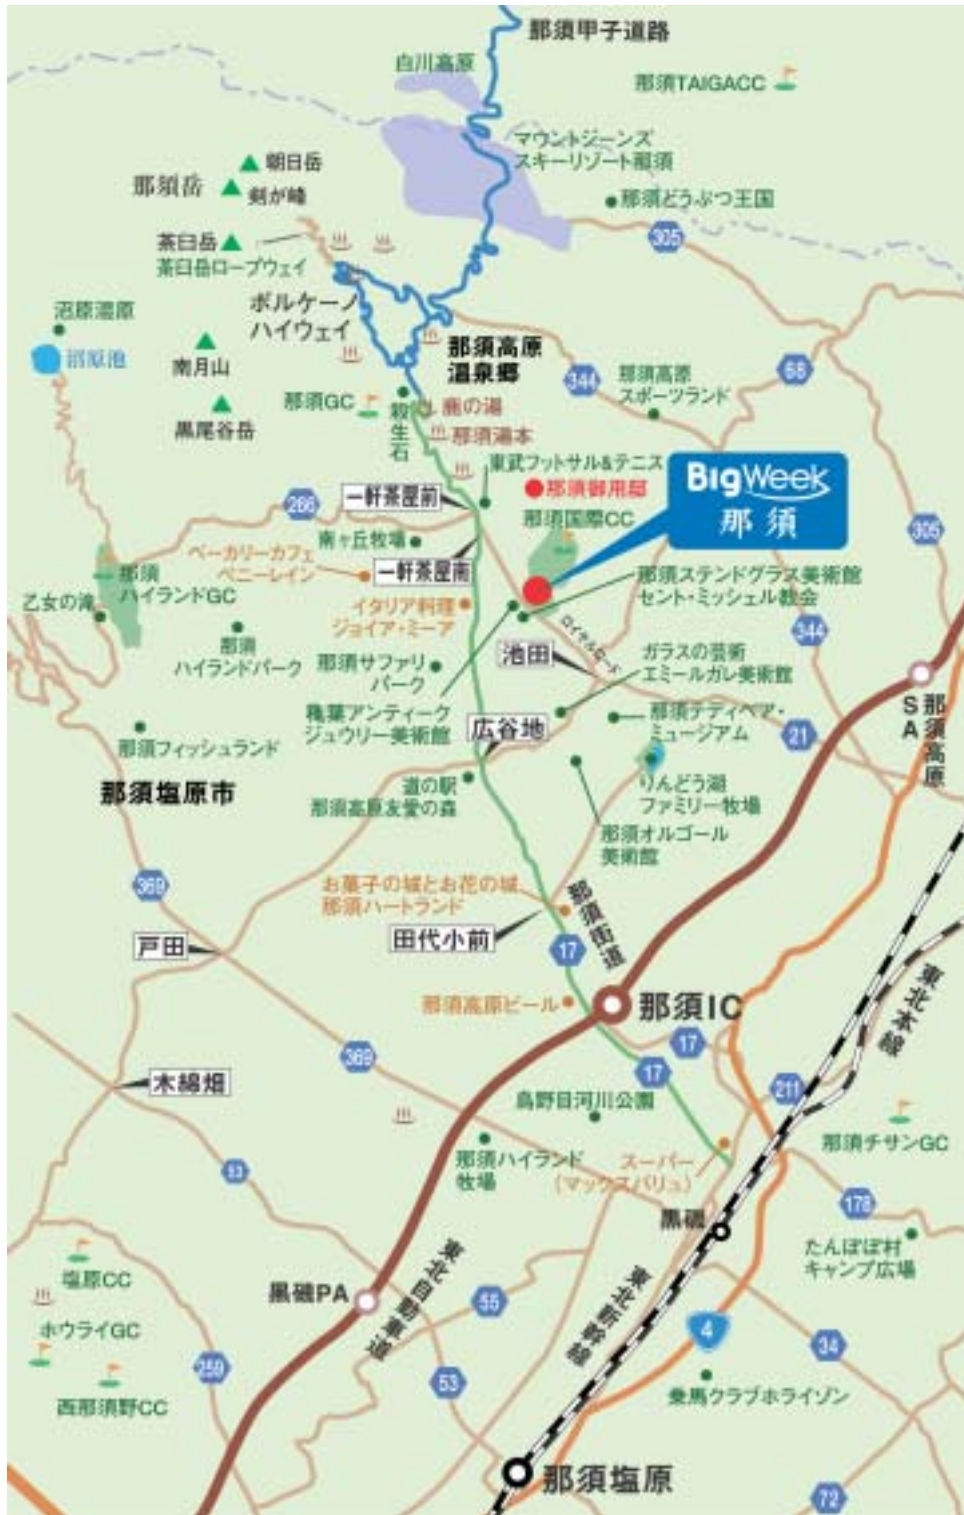 那須甲子道路
白川高原
那須TAIGACC
マウントジーンズ
スキーリゾート那須
朝日岳
那須岳
剣が峰
那須どうぶつ王国
305
茶臼岳
茶臼岳ロープウェイ
ボルケーノ
ハイウェイ
沼原湿原
沼原池
南月山
那須高原
温泉郷
344
68
那須高原
スポーツランド
那須GC
殺生石
鹿の湯
那須湯本
黒尾谷岳
東武フットサル&テニス
那須御用邸
BigWeek
那須
266
一軒茶屋前
那須国際CC
305
南ヶ丘牧場
ベーカリーカフェ
ペニーレイン
一軒茶屋南
那須ステンドグラス美術館
セント・ミッシェル教会
那須
ハイランドGC
乙女の滝
イタリア料理
ジョイア・ミーア
ロイヤルロード
344
那須
ハイランドパーク
那須サファリ
パーク
池田
ガラスの芸術
エミールガレ美術館
那須高原
SA
穐葉アンティーク
ジュウリー美術館
広谷地
那須テディベア・
ミュージアム
21
那須フィッシュランド
那須塩原市
道の駅
那須高原友愛の森
りんどう湖
ファミリー牧場
那須オルゴール
美術館
369
お菓子の城とお花の城
那須ハートランド
那須街道
戸田
田代小前
17
東北本線
那須高原ビール
那須IC
17
369
17
木綿畑
211
鳥野目河川公園
那須チサンGC
那須ハイランド
牧場
スーパー
(マックスバリュ)
53
178
黒磯
たんぽぽ村
キャンプ広場
塩原CC
黒磯PA
東北自動車道
55
東北新幹線
ホウライGC
4
34
259
53
西那須野CC
乗馬クラブホライゾン
那須塩原
72